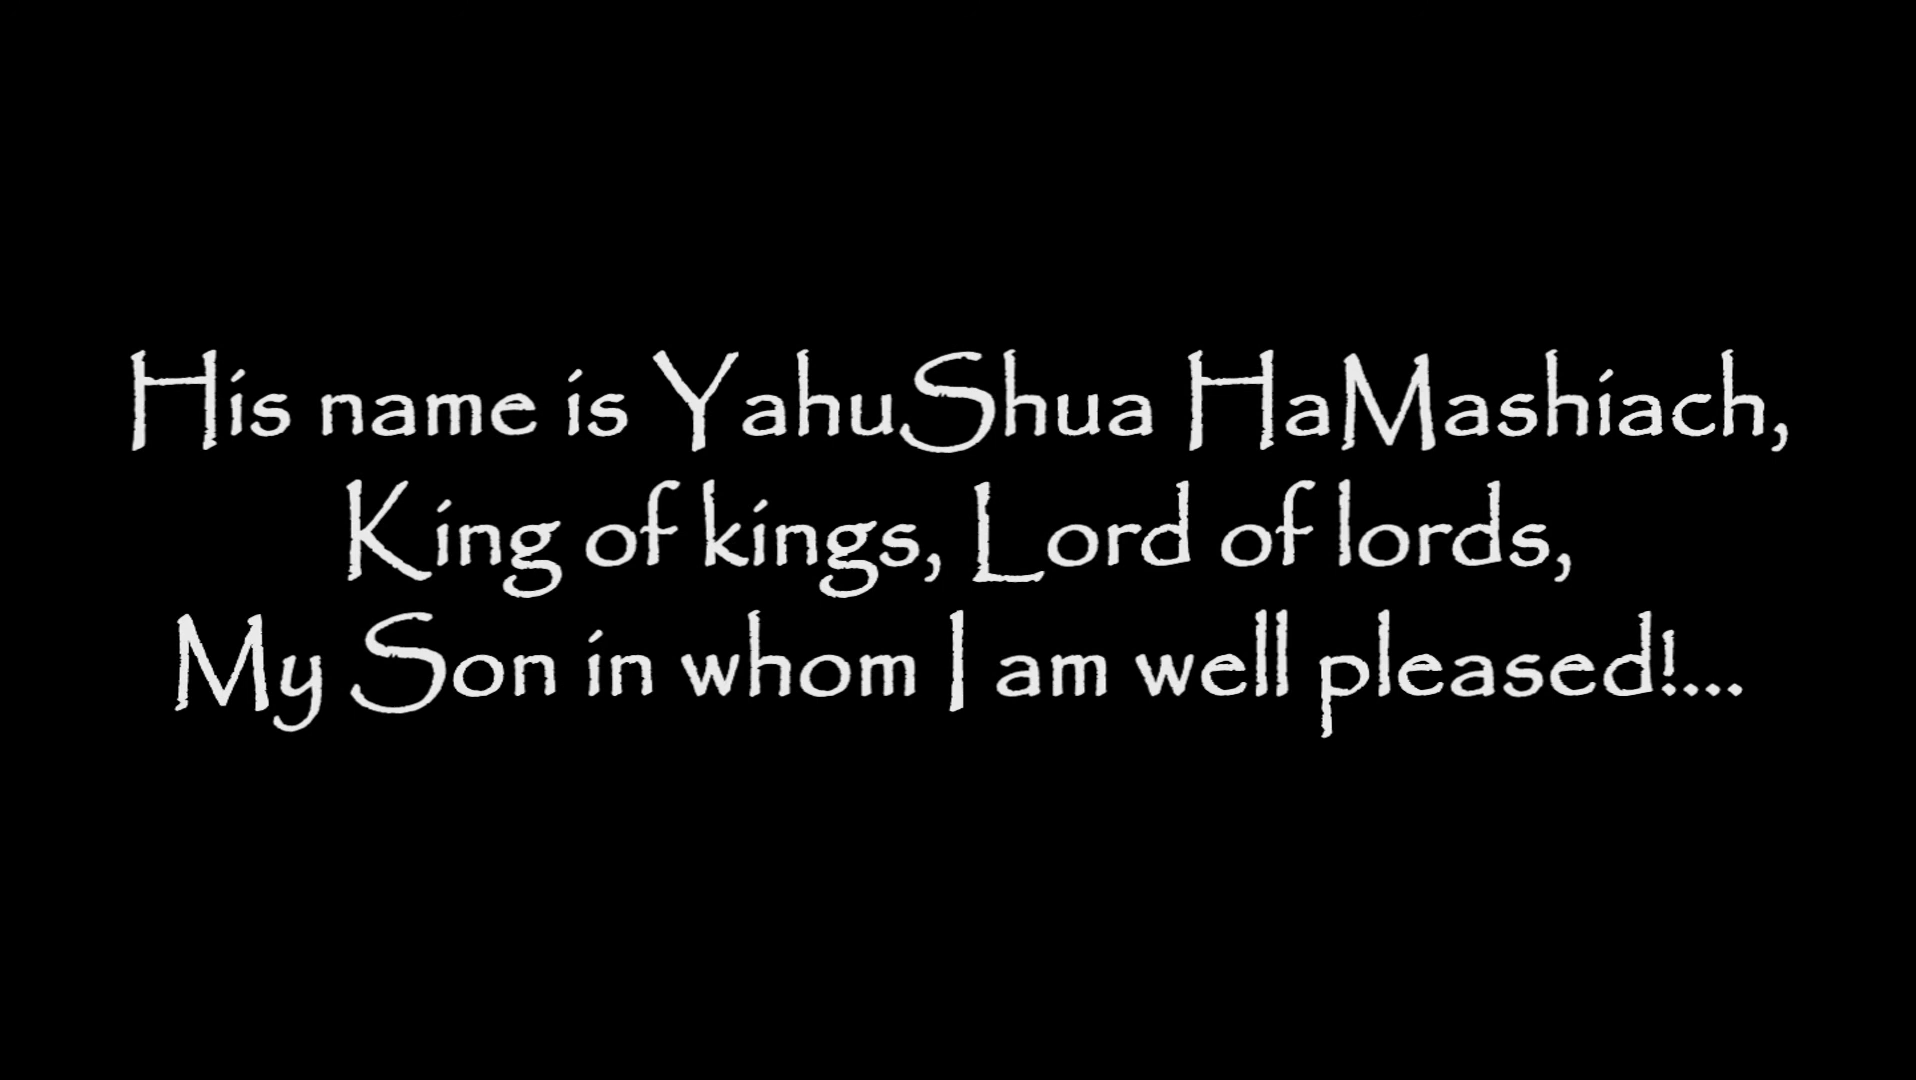 His name is YahuShua HaMashiach,
King of kings, Lord of lords,
My Son in whom I am well pleased!...